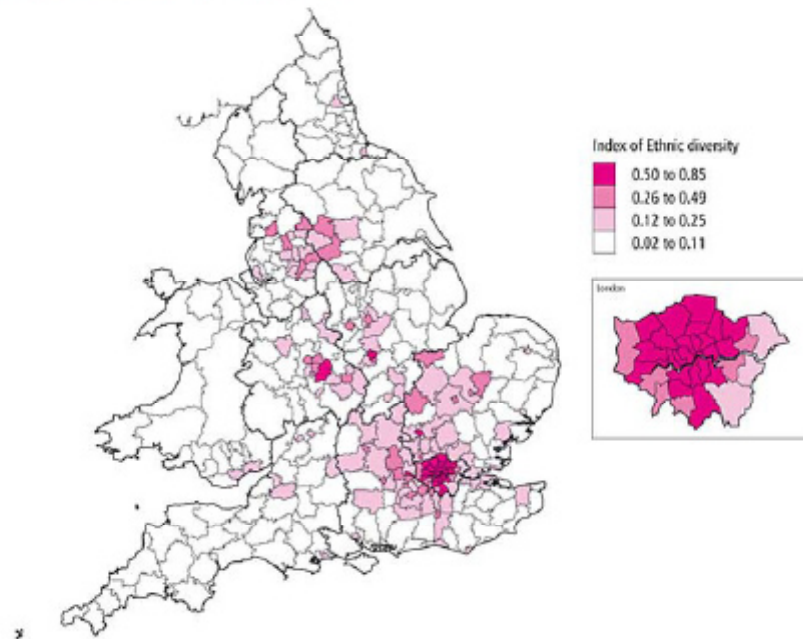 Index of Ethnic diversity
0.50 to 0.85
0.26 to 0.49
0.12 to 0.25
0.02 to 0.11
London